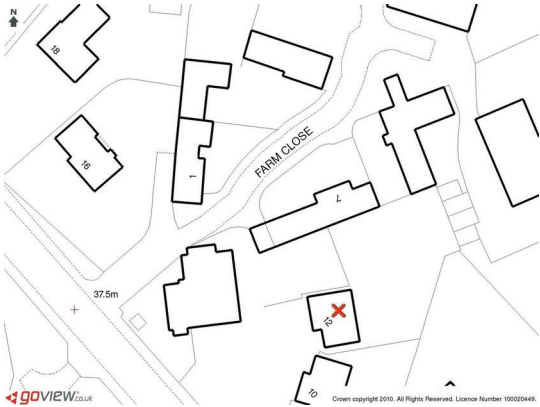 N
18
16
1
FARM CLOSE
7
37.5m
12
10
goview.co.uk
Crown copyright 2010. All Rights Reserved. Licence Number 100020449.